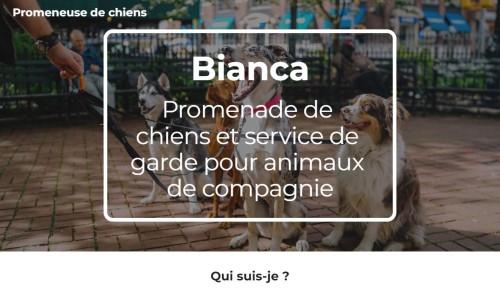 Promeneuse de chiens
Bianca
Promenade de
chiens et service de
garde pour animaux
de compagnie
Qui suis-je ?